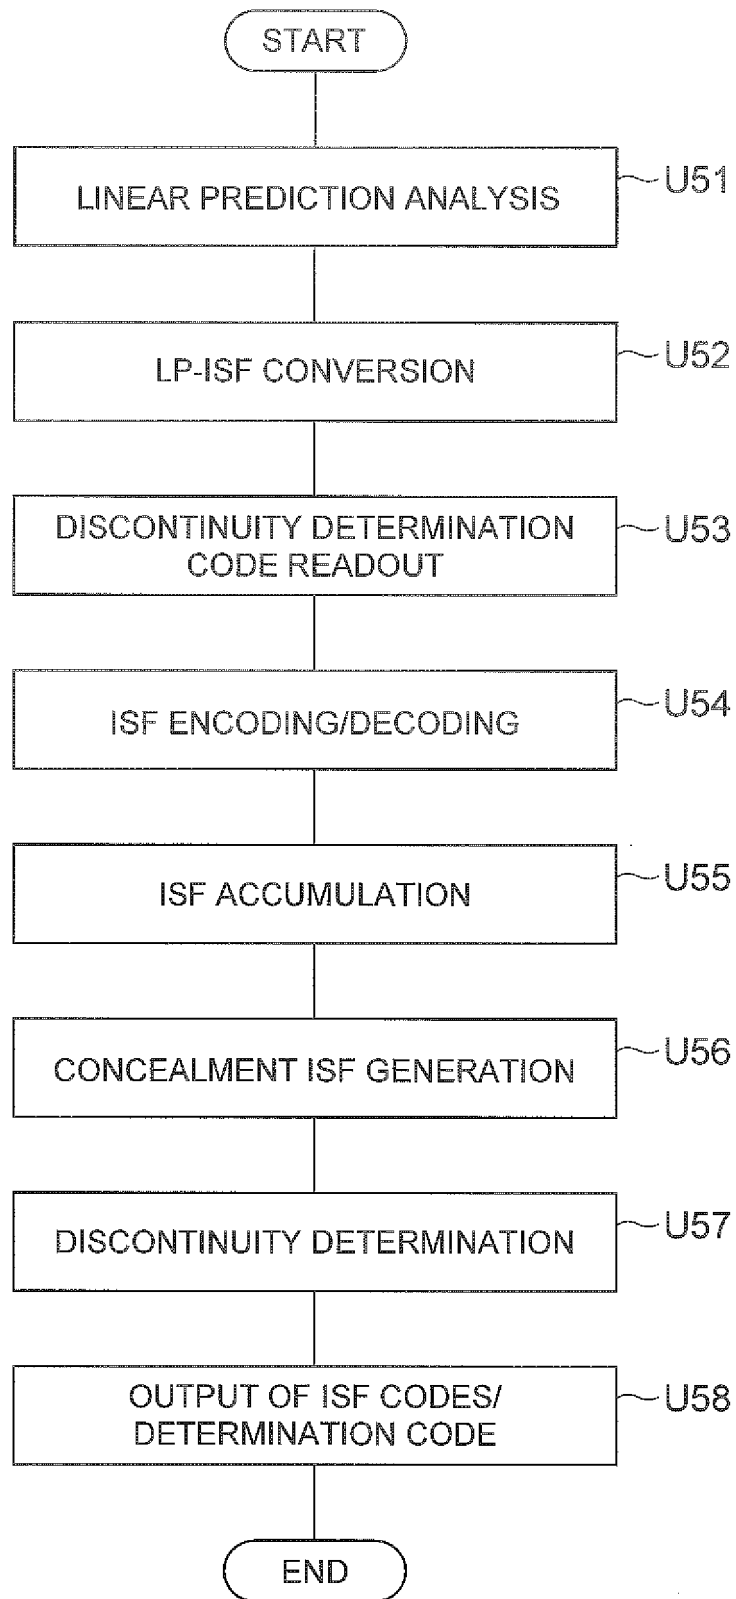 START
LINEAR PREDICTION ANALYSIS
U51
LP-ISF CONVERSION
U52
DISCONTINUITY DETERMINATION
CODE READOUT
U53
ISF ENCODING/DECODING
U54
ISF ACCUMULATION
U55
CONCEALMENT ISF GENERATION
U56
DISCONTINUITY DETERMINATION
U57
OUTPUT OF ISF CODES/
DETERMINATION CODE
U58
END